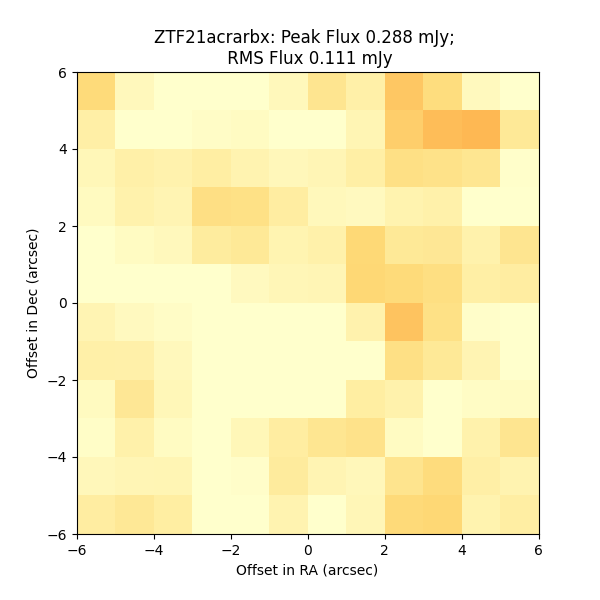 ZTF21acrarbx: Peak Flux 0.288 mJy;
RMS Flux 0.111 mJy
6
4
2
0
−2
−4
−6
Offset in Dec (arcsec)
−6 −4 −2 0 2 4 6
Offset in RA (arcsec)